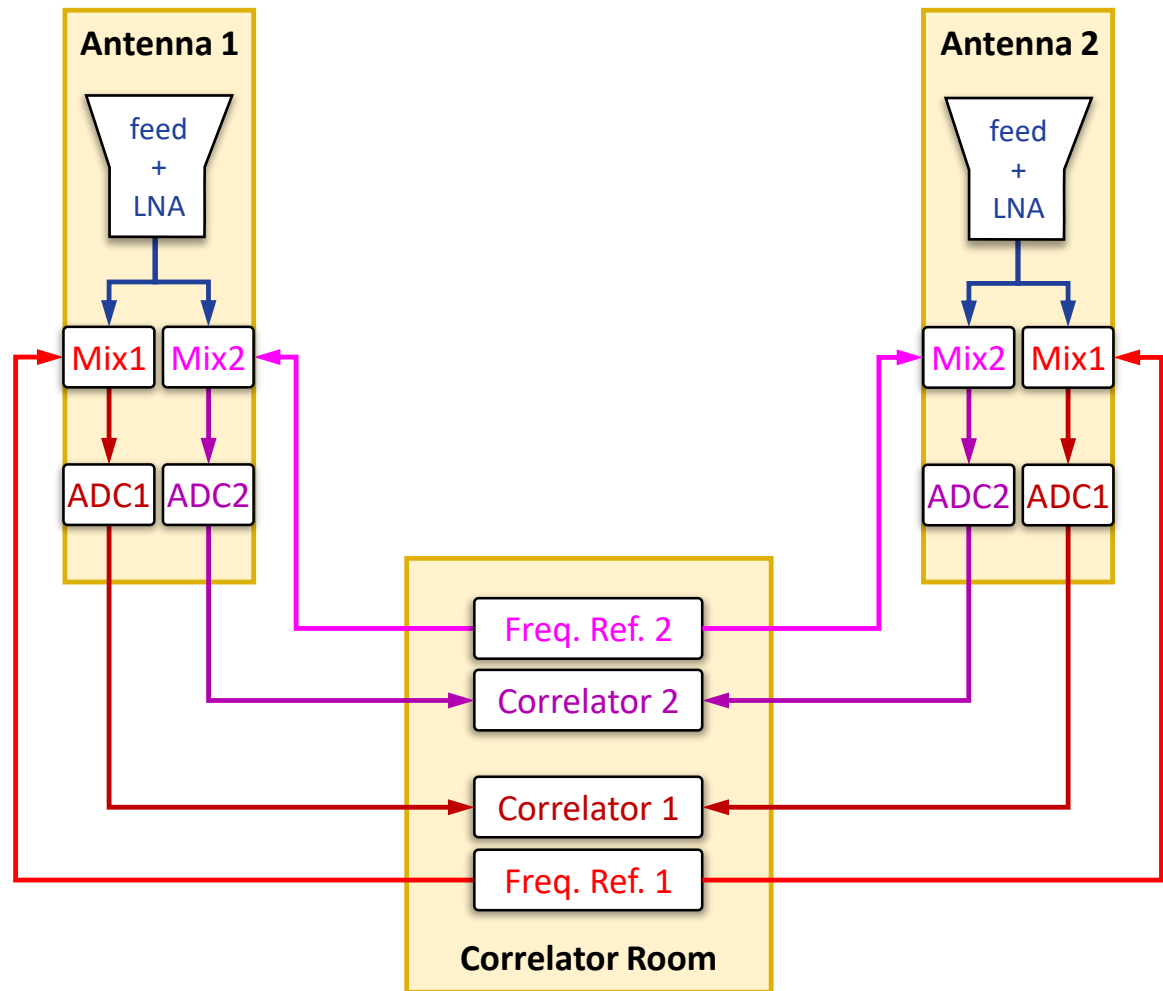 Antenna 1
feed
+
LNA
Mix1
Mix2
ADC1
ADC2
Antenna 2
feed
+
LNA
Mix2
Mix1
ADC2
ADC1
Freq. Ref. 2
Correlator 2
Correlator 1
Freq. Ref. 1
Correlator Room